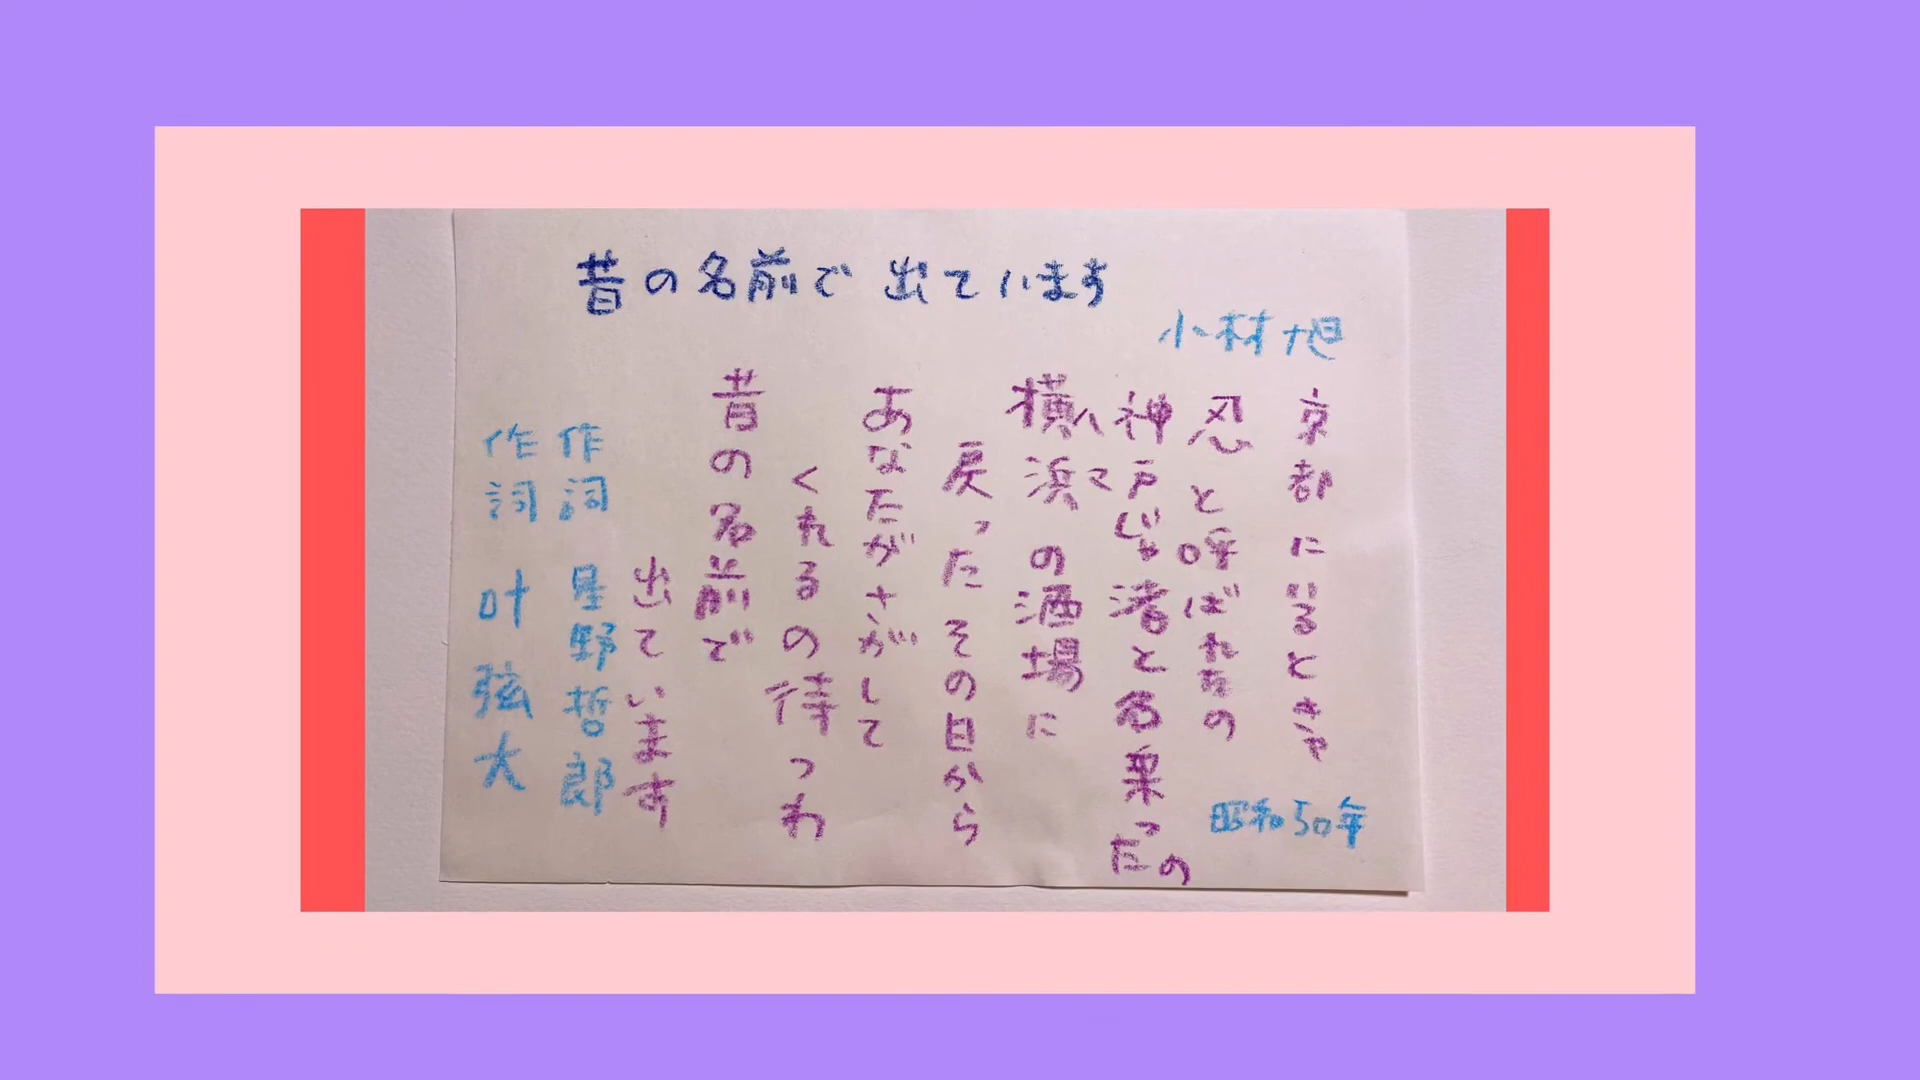 昔の名前で出ています
小林旭
京都にいるときゃ
忍と呼ばれたの
神戸じゃ渚と名乗ったの
横浜の酒場に
ハマ
戻ったその日から
あなたがさがして
くれるの待つわ
昔の名前で
出ています
作詞 星野哲郎
作詞 叶弦大
昭和50年